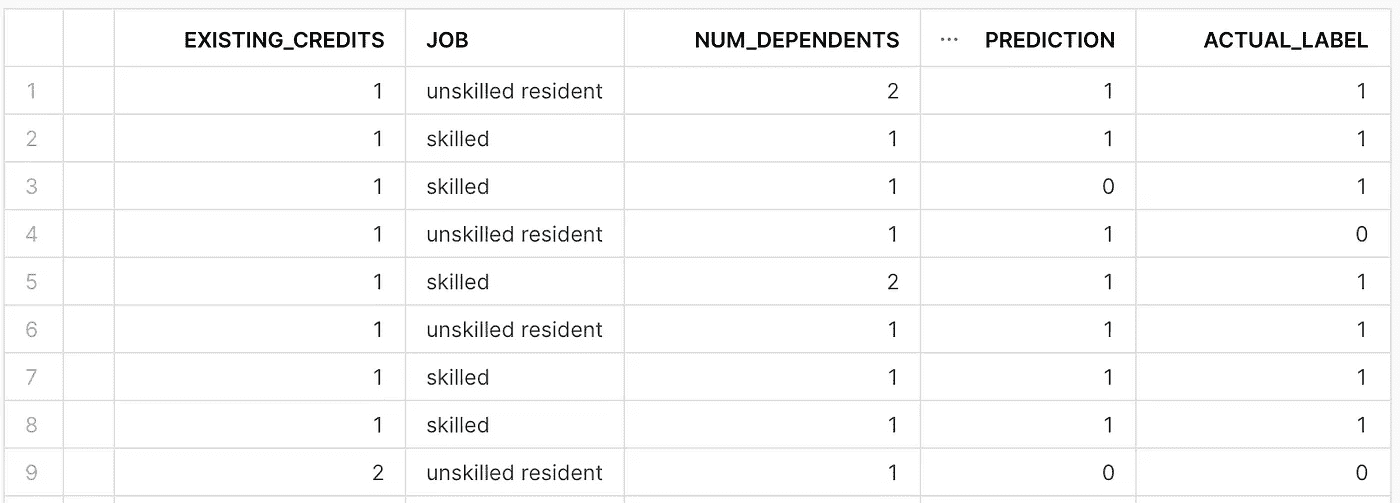 EXISTING_CREDITS JOB NUM_DEPENDENTS ··· PREDICTION ACTUAL_LABEL
1 1 unskilled resident 2 1 1
2 1 skilled 1 1 1
3 1 skilled 1 0 1
4 1 unskilled resident 1 1 0
5 1 skilled 2 1 1
6 1 unskilled resident 1 1 1
7 1 skilled 1 1 1
8 1 skilled 1 1 1
9 2 unskilled resident 1 0 0